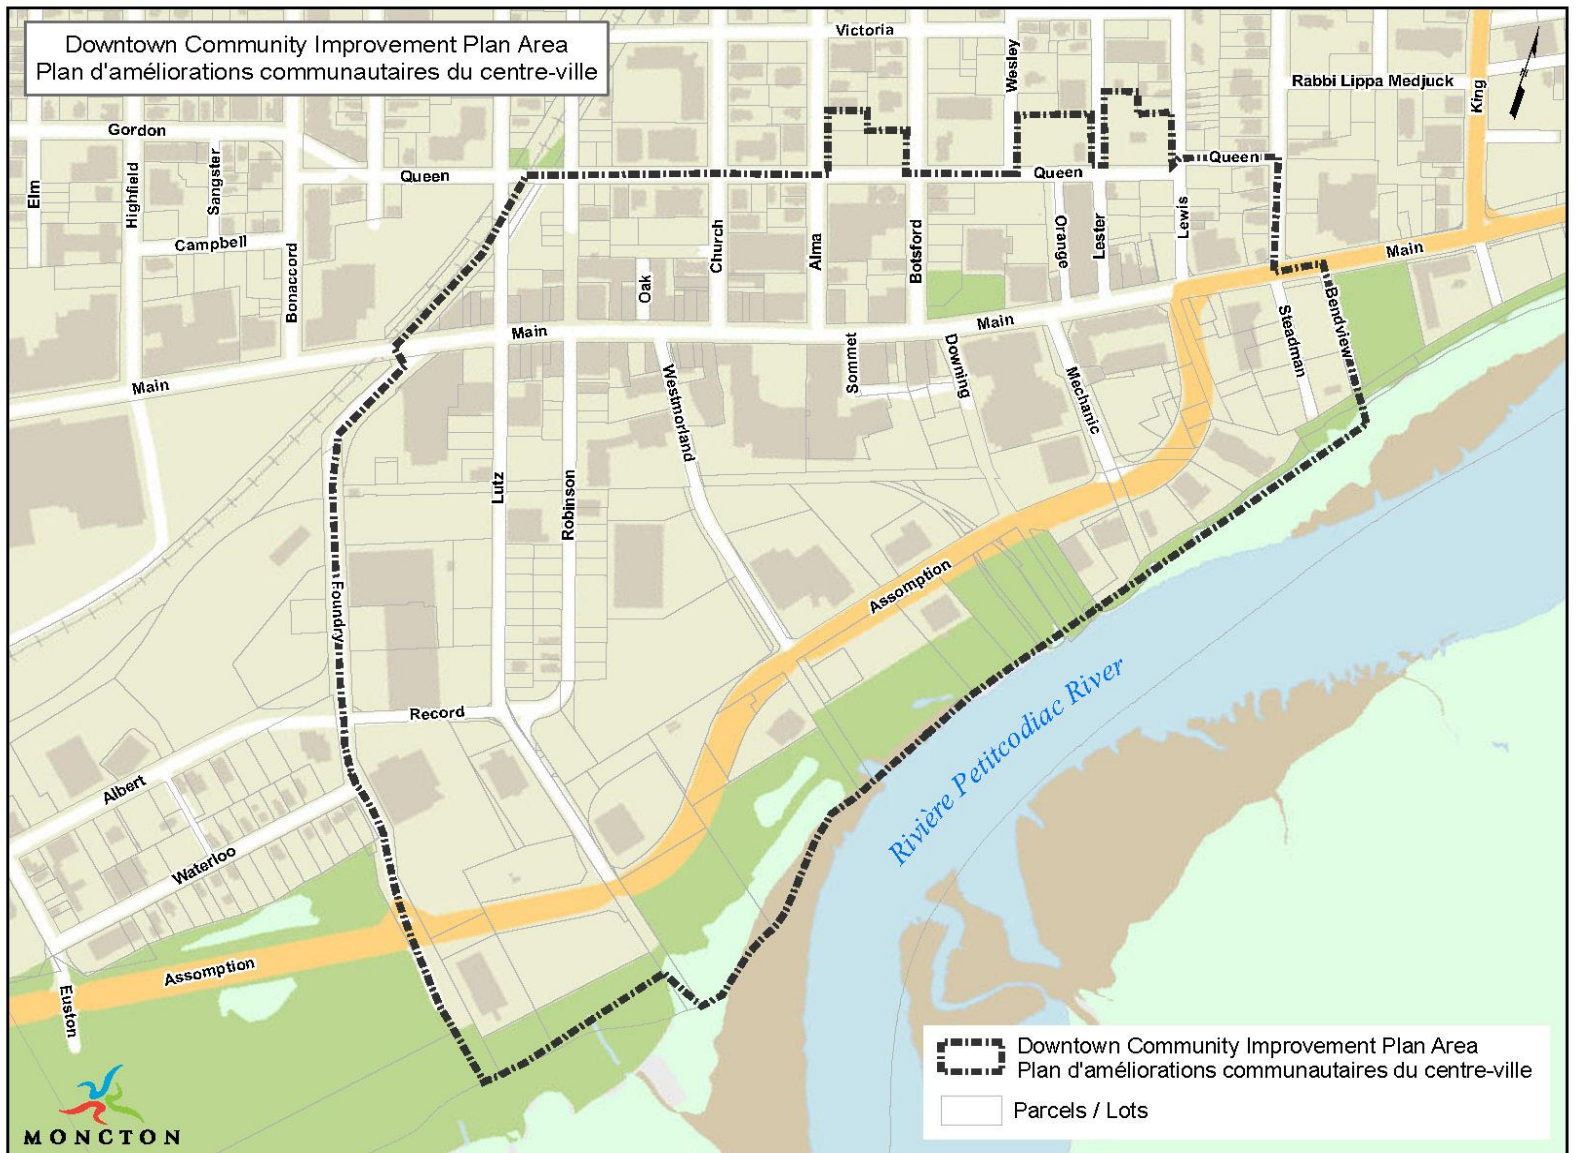 Downtown Community Improvement Plan Area
Plan d'améliorations communautaires du centre-ville
Victoria
Wesley
Rabbi Lippa Medjuck
King
Gordon
Elm
Highfield
Sangster
Queen
Queen
Queen
Campbell
Bonaccord
Church
Alma
Botsford
Orange
Lester
Lewis
Main
Oak
Main
Main
Main
Steadman
Bendview
Sommet
Downing
Mechanic
Westmorland
Lutz
Robinson
Foundry
Assomption
Record
Rivière Petitcodiac River
Albert
Waterloo
Assomption
Euston
MONCTON
Downtown Community Improvement Plan Area
Plan d'améliorations communautaires du centre-ville
Parcels / Lots